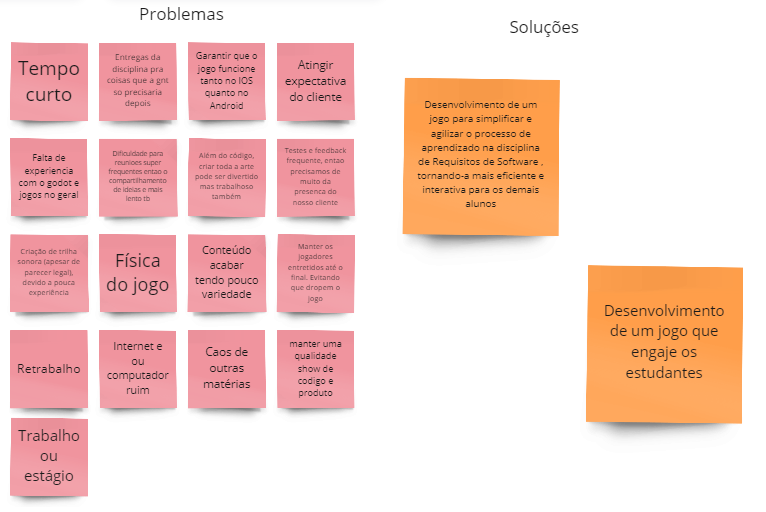 Problemas
Tempo
curto
Entregas da
disciplina pra
coisas que a gnt
so precisaria
depois
Garantir que o
jogo funcione
tanto no IOS
quanto no
Android
Atingir
expectativa
do cliente
Falta de
experiencia
com o godot e
jogos no geral
Dificuldade para
reunioes super
frequentes entao o
compartilhamento
de ideias e mais
lento tb
Além do código,
criar toda a arte
pode ser divertido
mas trabalhoso
também
Testes e feedback
frequente, entao
precisamos de
muito da
presenca do
nosso cliente
Criação de trilha
sonora (apesar de
parecer legal),
devido a pouca
experiência
Física
do jogo
Conteúdo
acabar
tendo pouco
variedade
Manter os
jogadores
entretidos até o
final. Evitando
que dropem o
jogo
Retrabalho
Internet e
ou
computador
ruim
Caos de
outras
matérias
manter uma
qualidade
show de
codigo e
produto
Trabalho
ou
estágio
Soluções
Desenvolvimento de um
jogo para simplificar e
agilizar o processo de
aprendizado na disciplina
de Requisitos de Software ,
tornando-a mais eficiente e
interativa para os demais
alunos
Desenvolvimento
de um jogo que
engaje os
estudantes